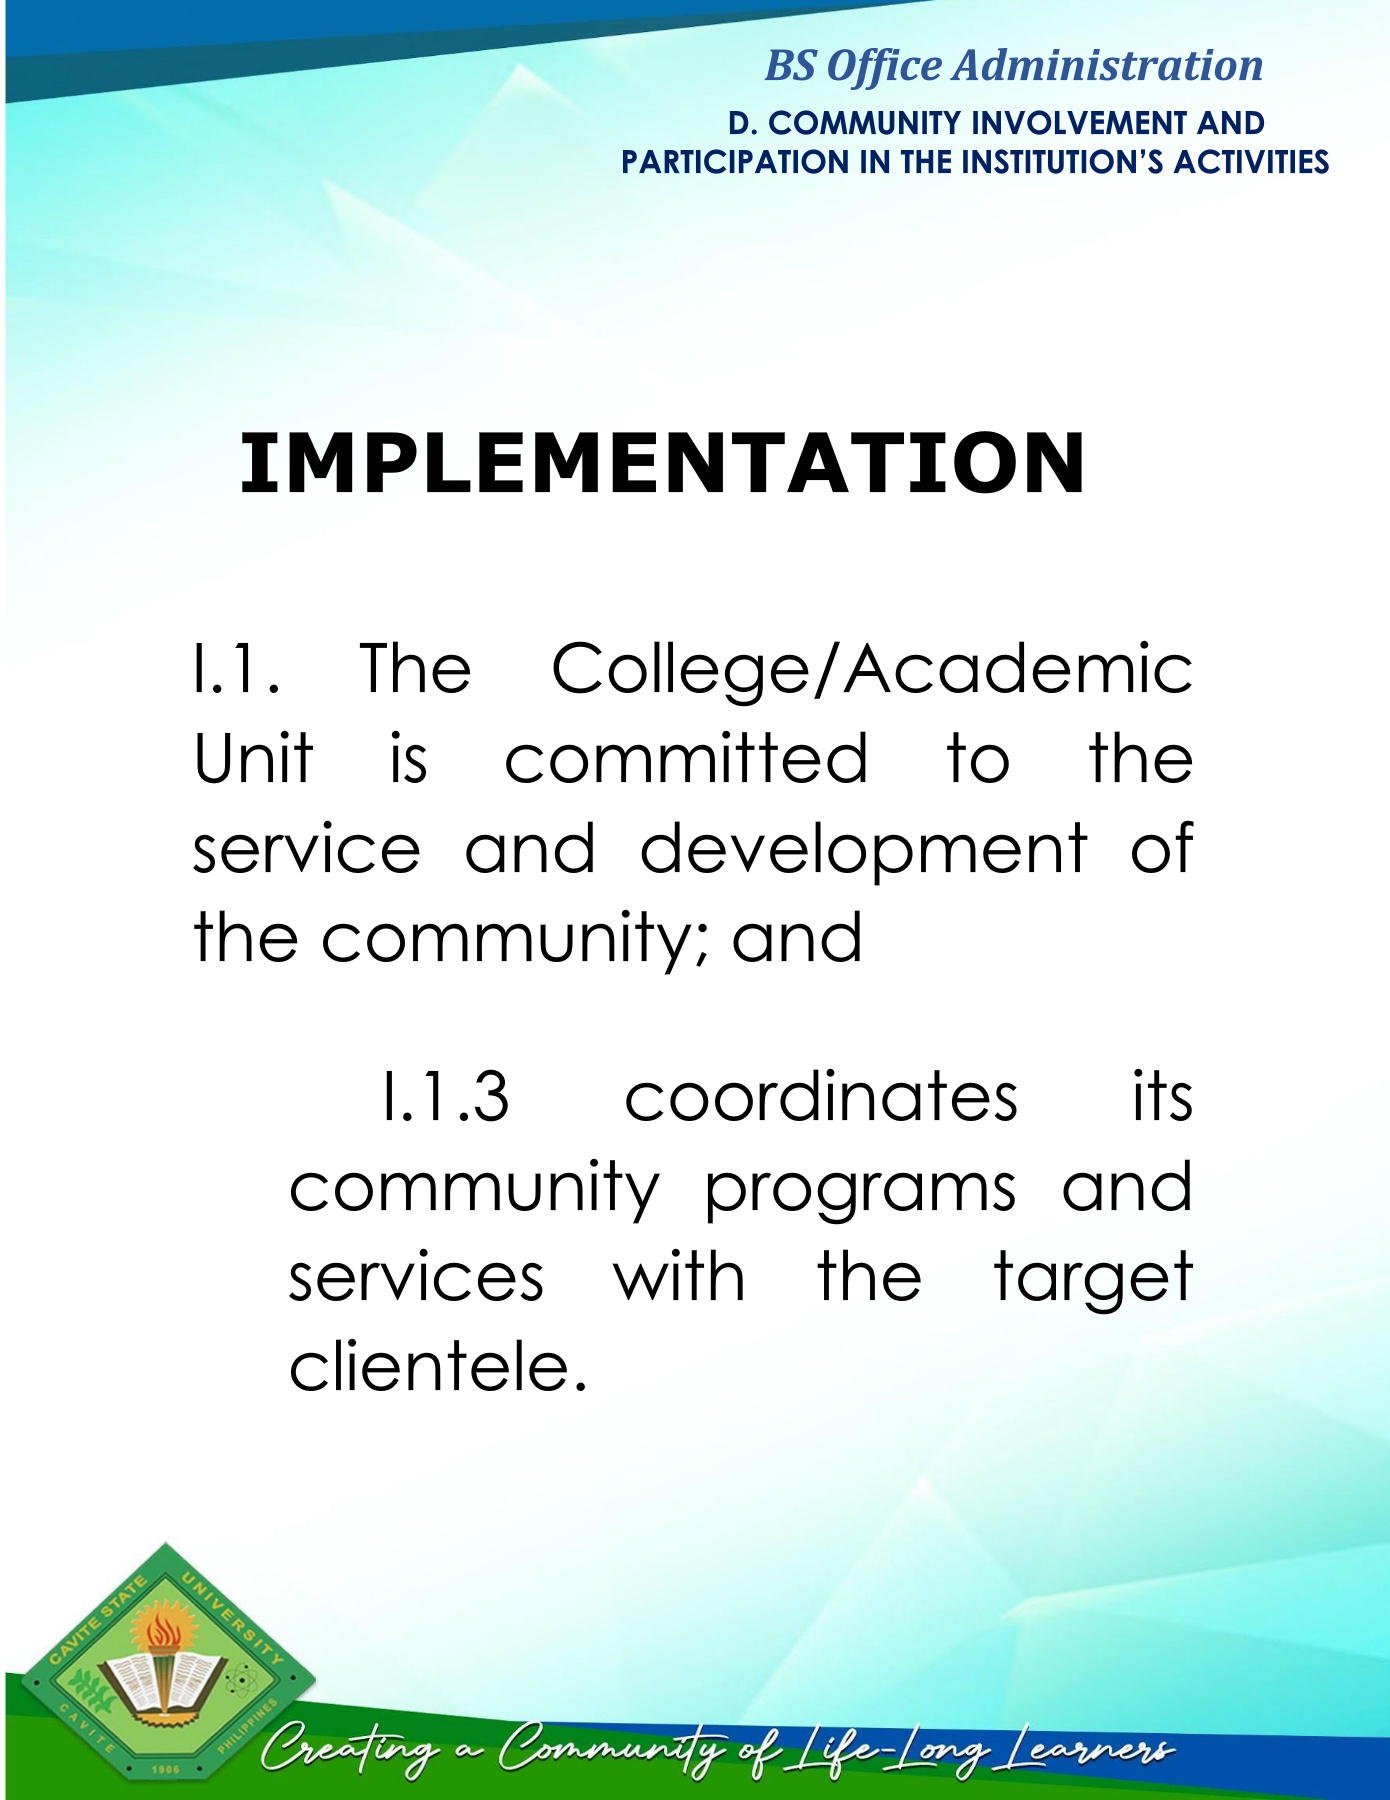 BS Office Administration
D. COMMUNITY INVOLVEMENT AND
PARTICIPATION IN THE INSTITUTION’S ACTIVITIES
IMPLEMENTATION
I.1. The College/Academic
Unit is committed to the
service and development of
the community; and
I.1.3 coordinates its
community programs and
services with the target
clientele.
CAVITE STATE UNIVERSITY
CAVITE PHILIPPINES
1906
Creating a Community of Life-Long Learners